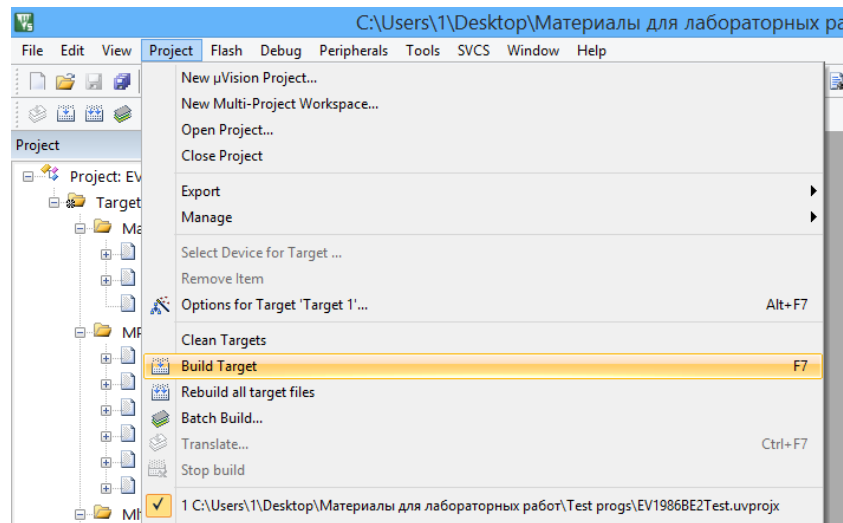 C:\Users\1\Desktop\Материалы для лабораторных ра
File Edit View Project Flash Debug Peripherals Tools SVCS Window Help
New µVision Project...
New Multi-Project Workspace...
Open Project...
Project
Close Project
Project: EV
Export
Target
Manage
Ma
Select Device for Target ...
Remove Item
Options for Target 'Target 1'... Alt+F7
MP
Clean Targets
Build Target F7
Rebuild all target files
Batch Build...
Translate... Ctrl+F7
Stop build
1 C:\Users\1\Desktop\Материалы для лабораторных работ\Test progs\EV1986BE2Test.uvprojx